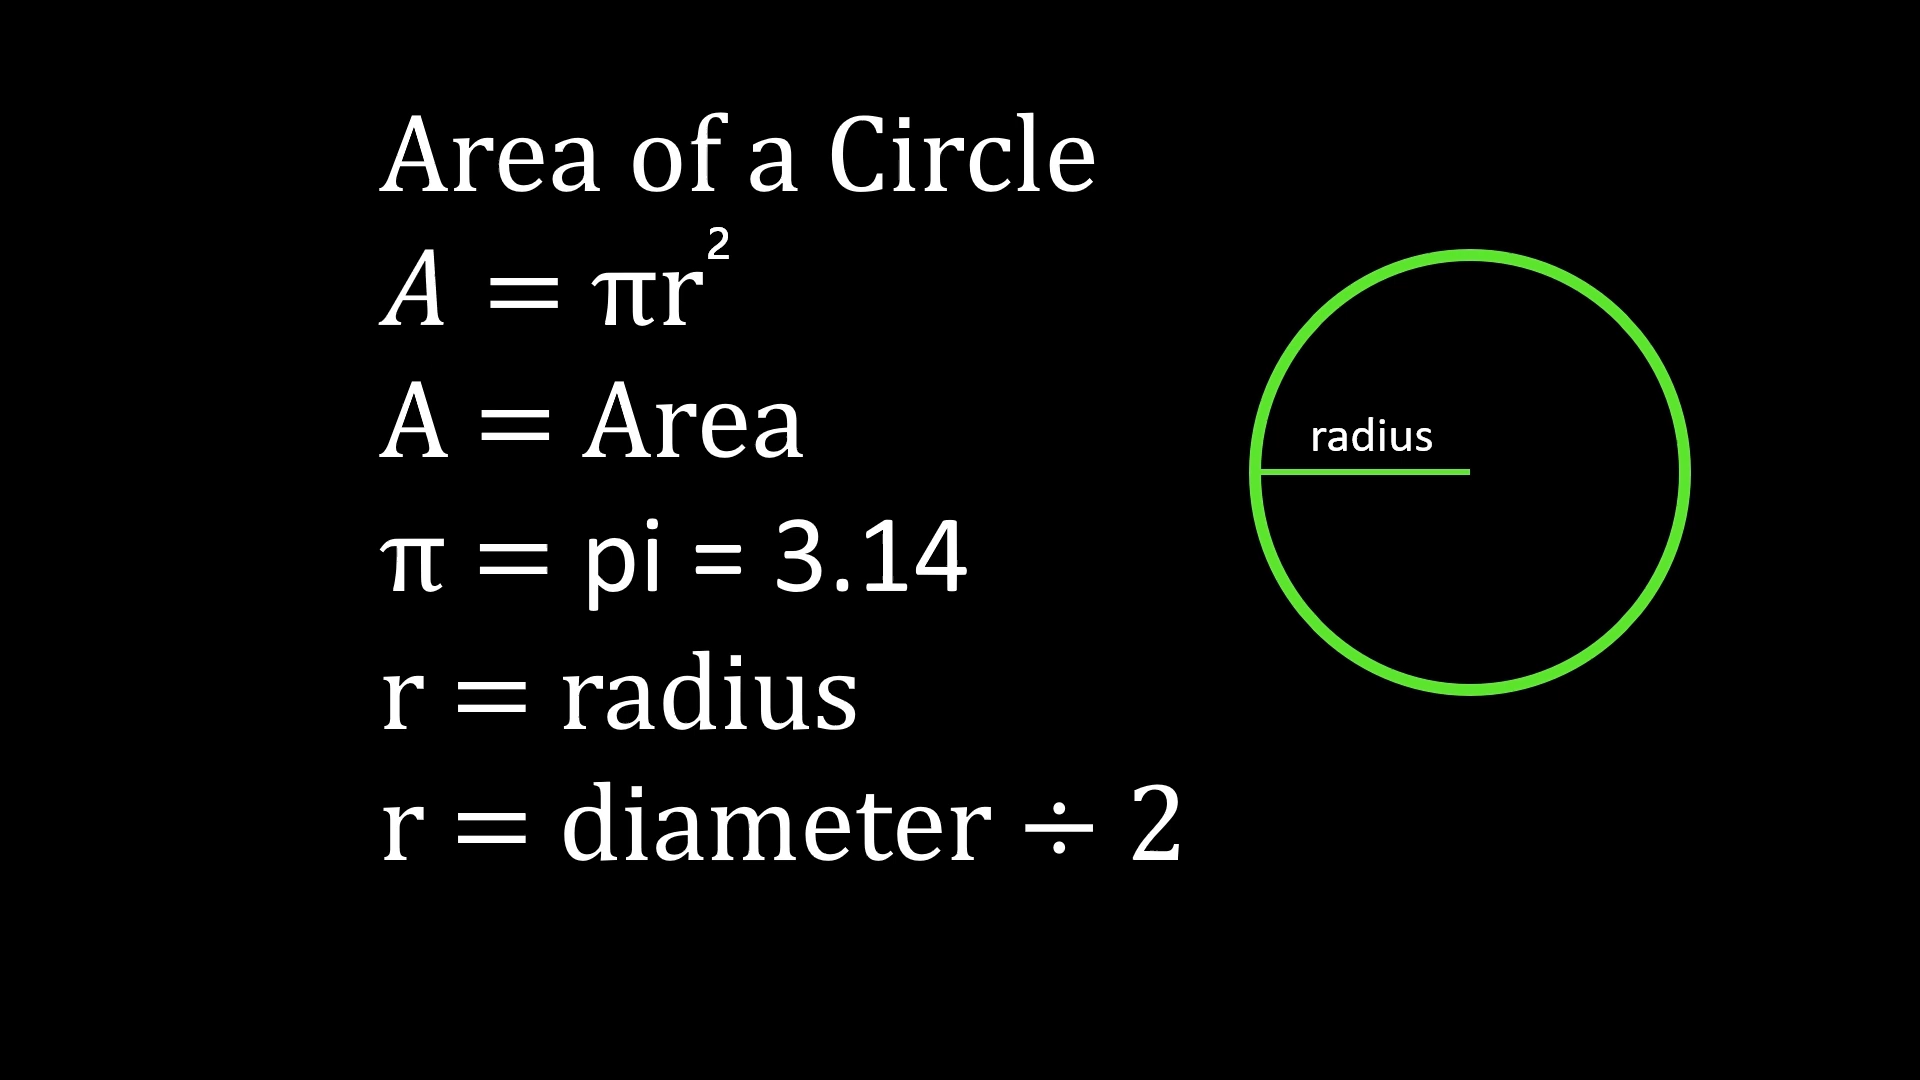 Area of a Circle
A = πr²
A = Area
π = pi = 3.14
r = radius
r = diameter ÷ 2
radius